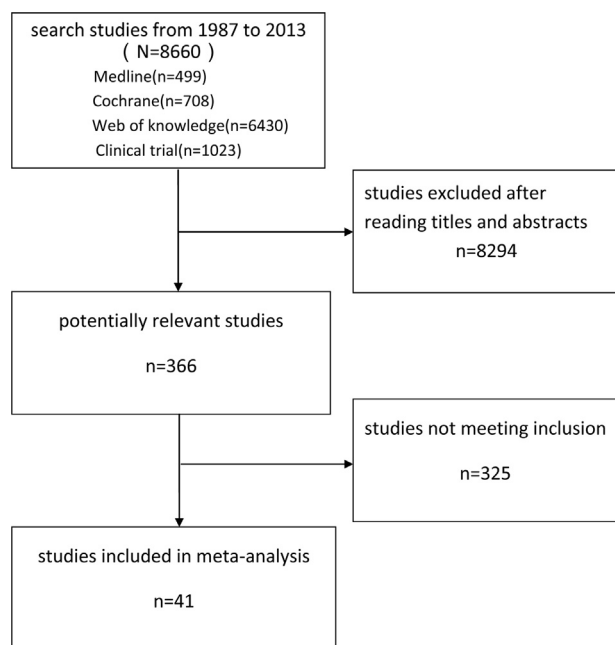 search studies from 1987 to 2013
( N=8660 )
Medline(n=499)
Cochrane(n=708)
Web of knowledge(n=6430)
Clinical trial(n=1023)
studies excluded after
reading titles and abstracts
n=8294
potentially relevant studies
n=366
studies not meeting inclusion
n=325
studies included in meta-analysis
n=41